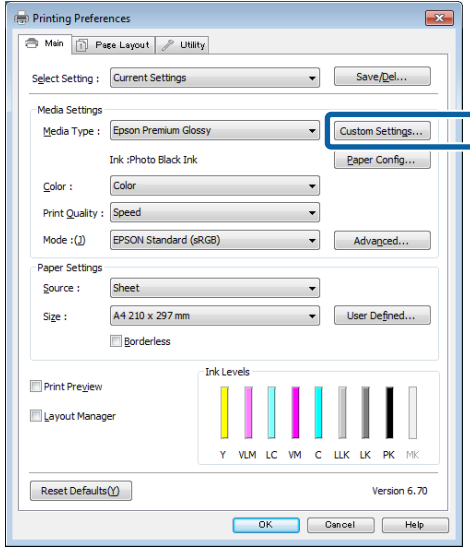 Printing Preferences
Main Page Layout Utility
Select Setting : Current Settings Save/Del...
Media Settings
Media Type : Epson Premium Glossy Custom Settings...
Ink :Photo Black Ink Paper Config...
Color : Color
Print Quality : Speed
Mode :(J) EPSON Standard (sRGB) Advanced...
Paper Settings
Source : Sheet
Size : A4 210 x 297 mm User Defined...
Borderless
Ink Levels
Print Preview
Layout Manager
Y VLM LC VM C LLK LK PK MK
Reset Defaults(Y) Version 6.70
OK Cancel Help